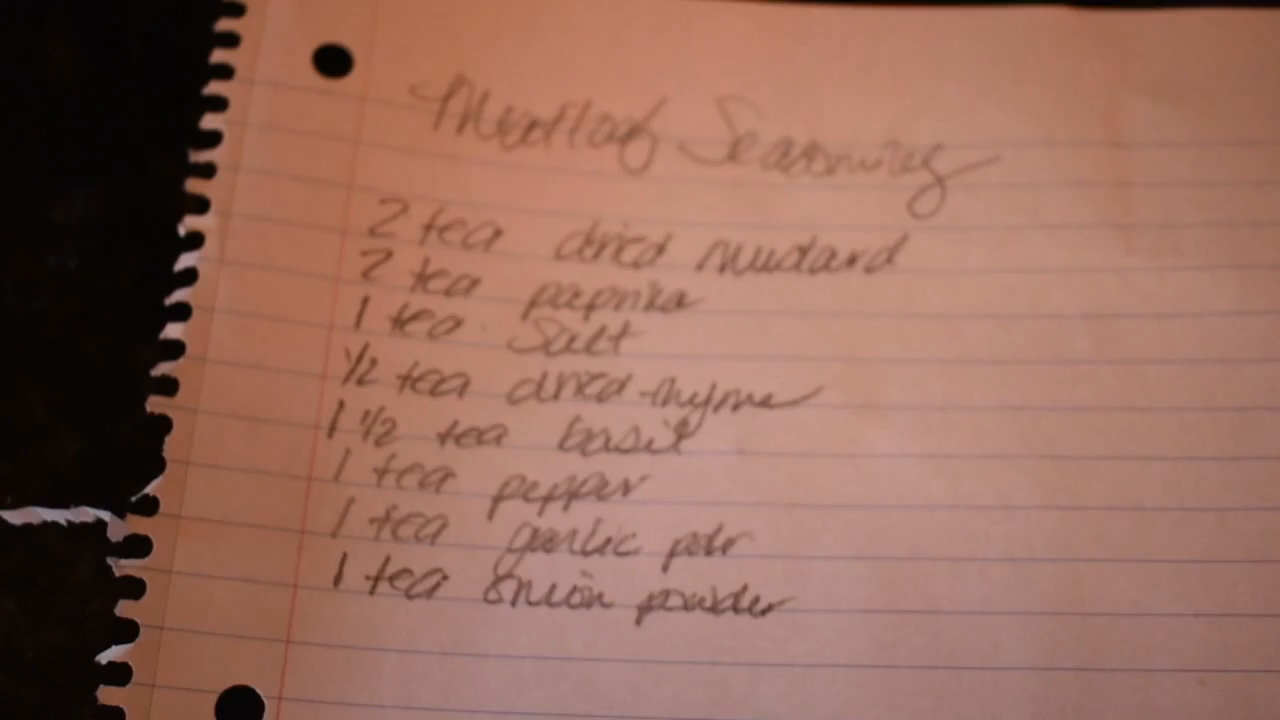 Meatloaf Seasoning
2 tea dried mustard
2 tea paprika
1 tea salt
1/2 tea dried thyme
1 1/2 tea basil
1 tea pepper
1 tea garlic pdr
1 tea onion powder